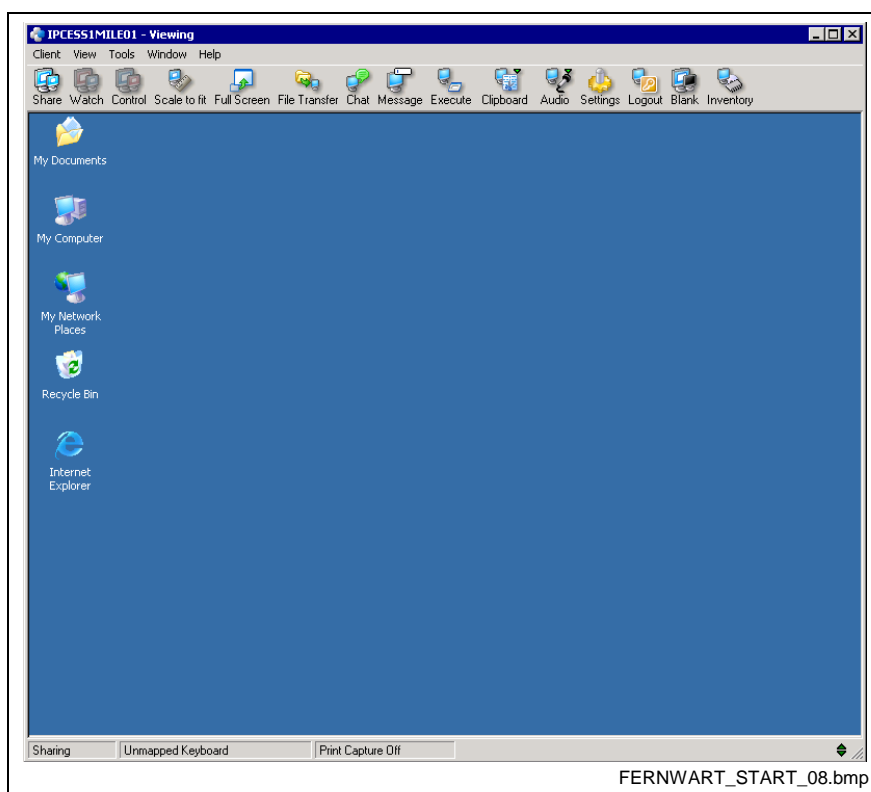 IPCESS1MILE01 - Viewing
Client View Tools Window Help
Share Watch Control Scale to fit Full Screen File Transfer Chat Message Execute Clipboard Audio Settings Logout Blank Inventory
My Documents
My Computer
My Network
Places
Recycle Bin
Internet
Explorer
Sharing Unmapped Keyboard Print Capture Off
FERNWART_START_08.bmp